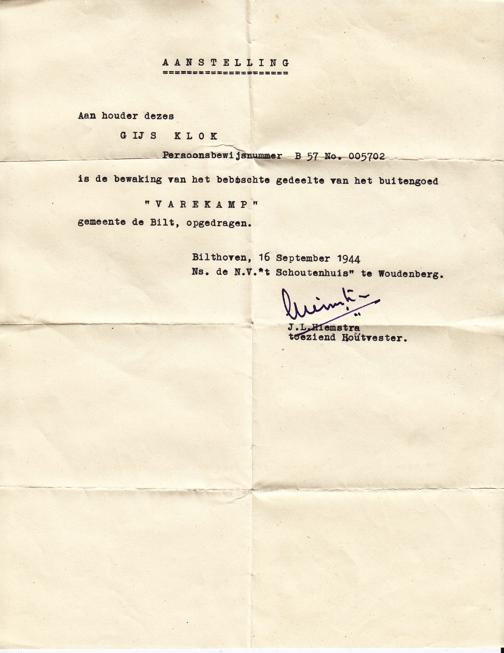 AANSTELLING
=====================
Aan houder dezes
GIJS KLOK
Persoonsbewijsnummer B 57 No. 005702
is de bewaking van het beboschte gedeelte van het buitengoed
"VAREKAMP"
gemeente de Bilt, opgedragen.
Bilthoven, 16 September 1944
Ns. de N.V."t Schoutenhuis" te Woudenberg.
J.L.Hiemstra
toeziend Houtvester.